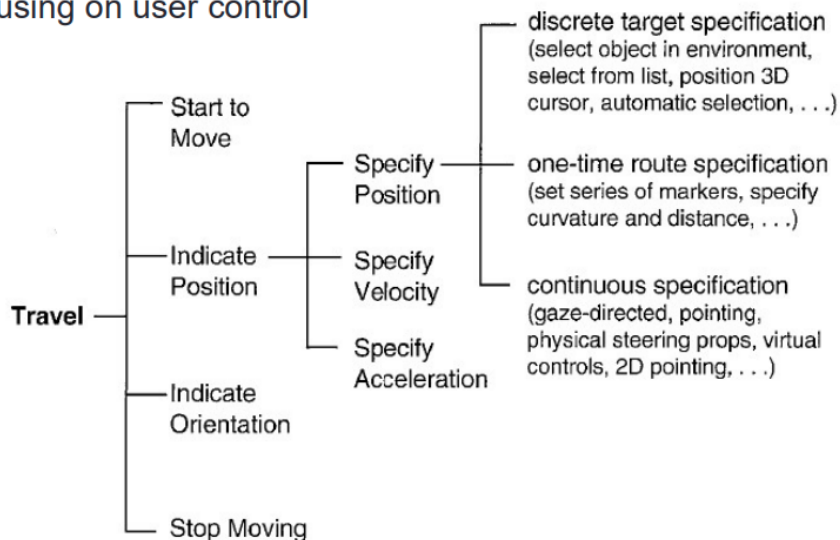 using on user control
discrete target specification
(select object in environment,
select from list, position 3D
cursor, automatic selection, . . .)
Start to
Move
Specify
Position
one-time route specification
(set series of markers, specify
curvature and distance, . . .)
Indicate
Position
Specify
Velocity
continuous specification
(gaze-directed, pointing,
physical steering props, virtual
controls, 2D pointing, . . .)
Travel
Specify
Acceleration
Indicate
Orientation
Stop Moving